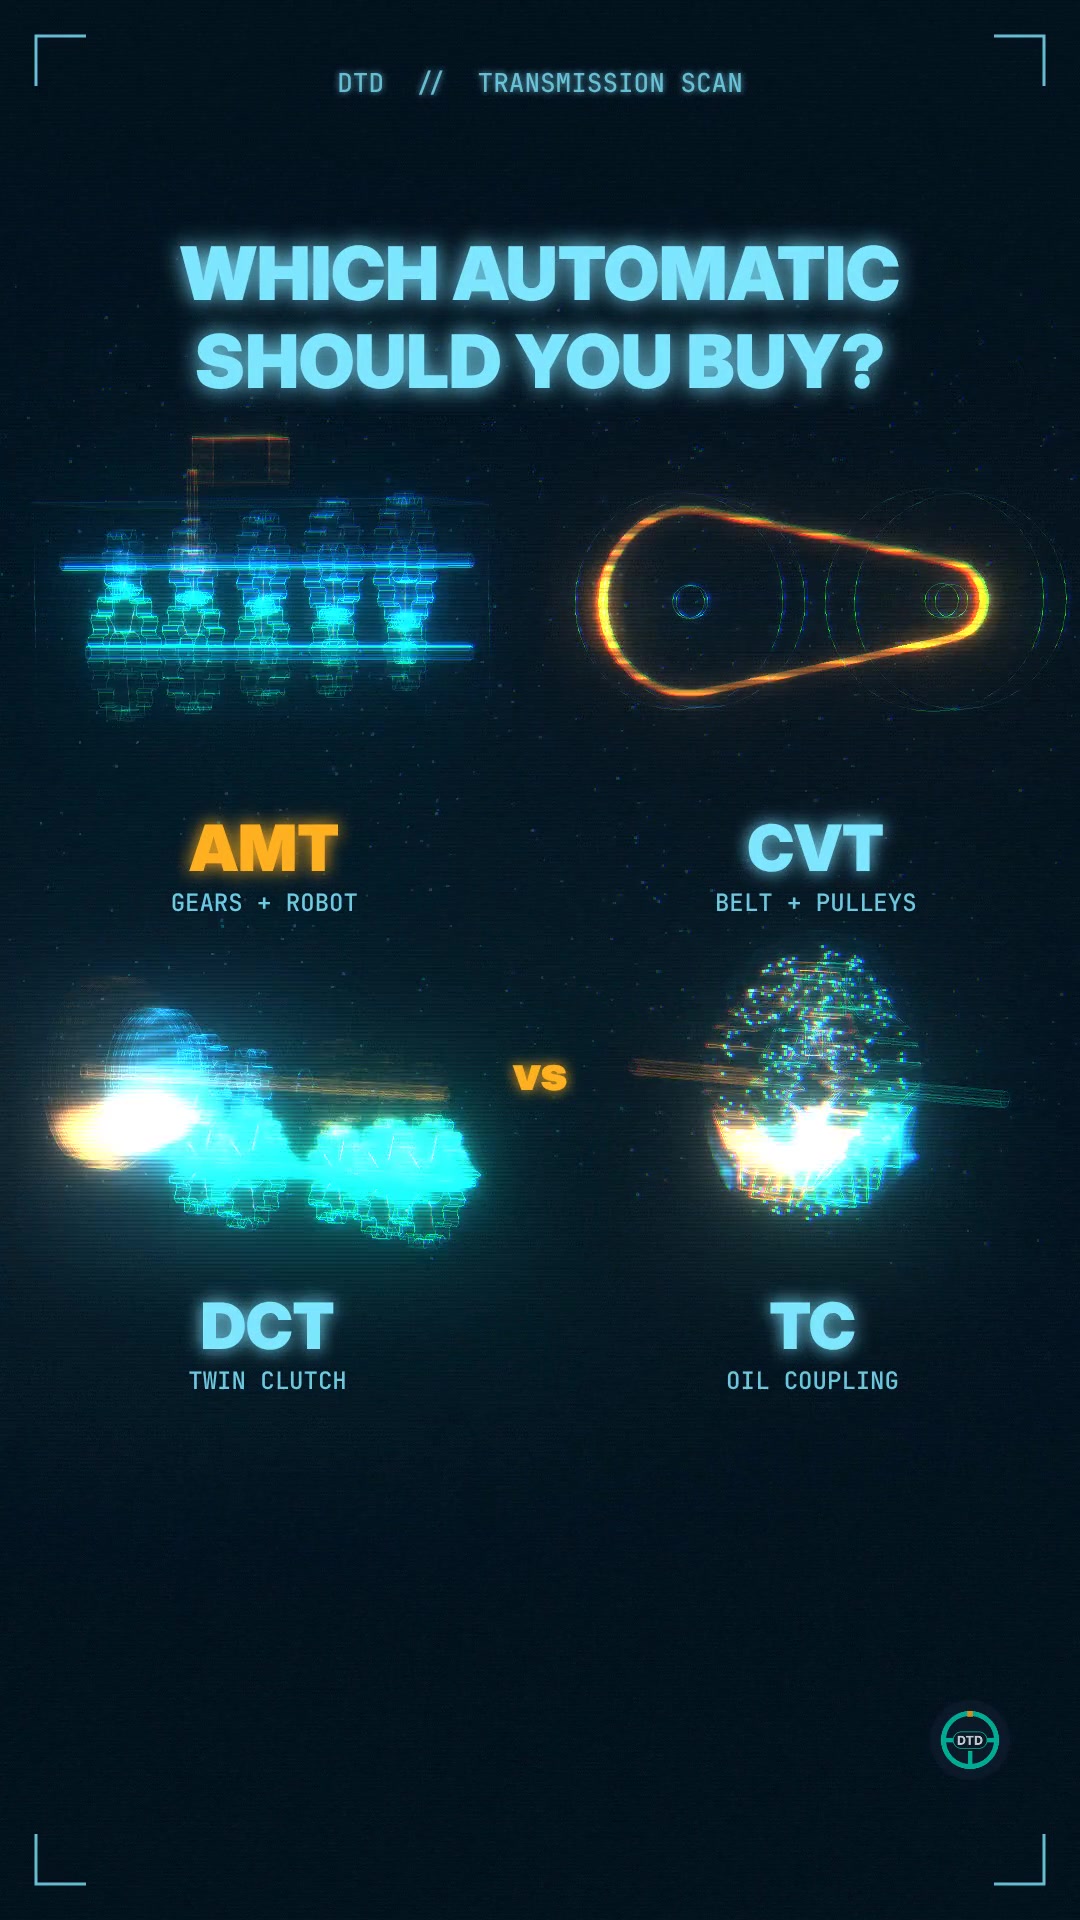 DTD // TRANSMISSION SCAN
WHICH AUTOMATIC
SHOULD YOU BUY?
AMT
GEARS + ROBOT
CVT
BELT + PULLEYS
VS
DCT
TWIN CLUTCH
TC
OIL COUPLING
DTD